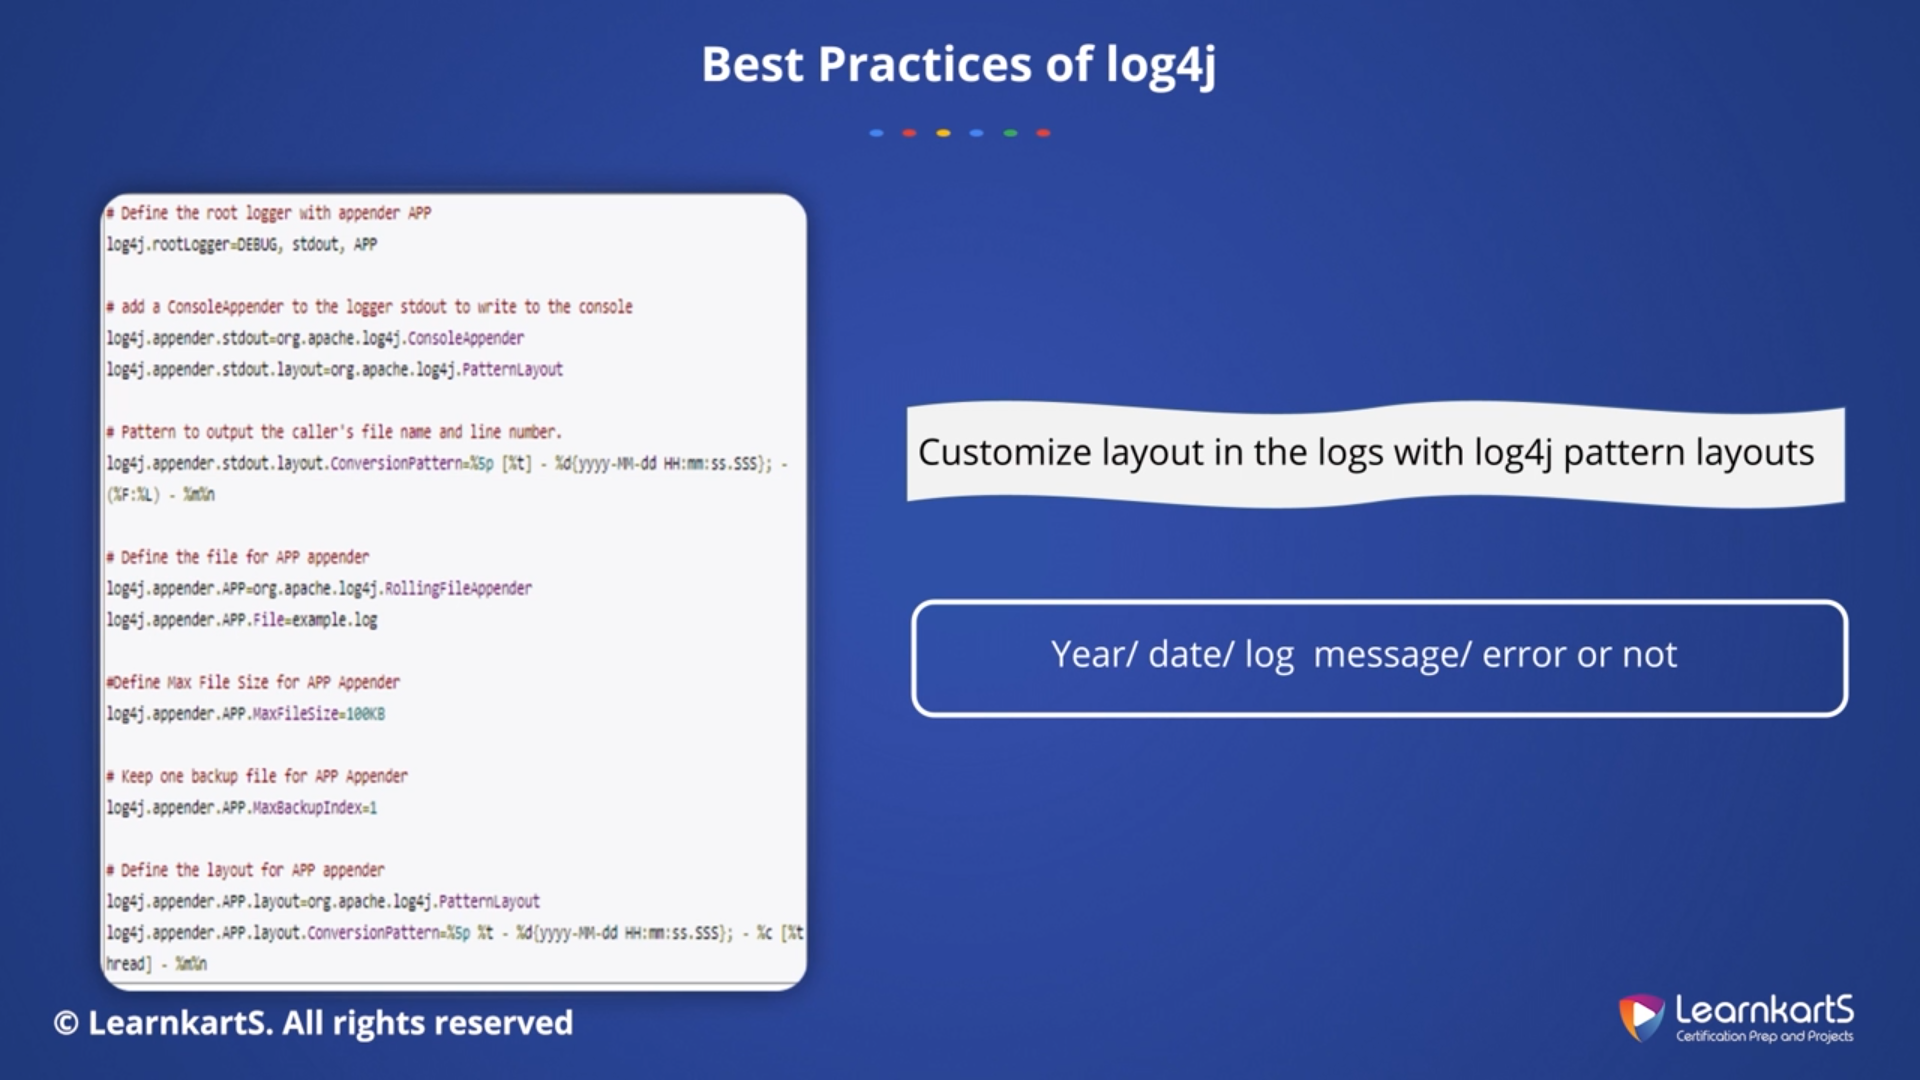 Best Practices of log4j
# Define the root logger with appender APP
log4j.rootLogger=DEBUG, stdout, APP
# add a ConsoleAppender to the logger stdout to write to the console
log4j.appender.stdout=org.apache.log4j.ConsoleAppender
log4j.appender.stdout.layout=org.apache.log4j.PatternLayout
# Pattern to output the caller's file name and line number.
log4j.appender.stdout.layout.ConversionPattern=%5p [%t] - %d{yyyy-MM-dd HH:mm:ss.SSS}; -
(%F:%L) - %m%n
# Define the file for APP appender
log4j.appender.APP=org.apache.log4j.RollingFileAppender
log4j.appender.APP.File=example.log
#Define Max File Size for APP Appender
log4j.appender.APP.MaxFileSize=100KB
# Keep one backup file for APP Appender
log4j.appender.APP.MaxBackupIndex=1
# Define the layout for APP appender
log4j.appender.APP.layout=org.apache.log4j.PatternLayout
log4j.appender.APP.layout.ConversionPattern=%5p %t - %d{yyyy-MM-dd HH:mm:ss.SSS}; - %c [%t
hread] - %m%n
Customize layout in the logs with log4j pattern layouts
Year/ date/ log  message/ error or not
© LearnkartS. All rights reserved
LearnkartS
Certification Prep and Projects